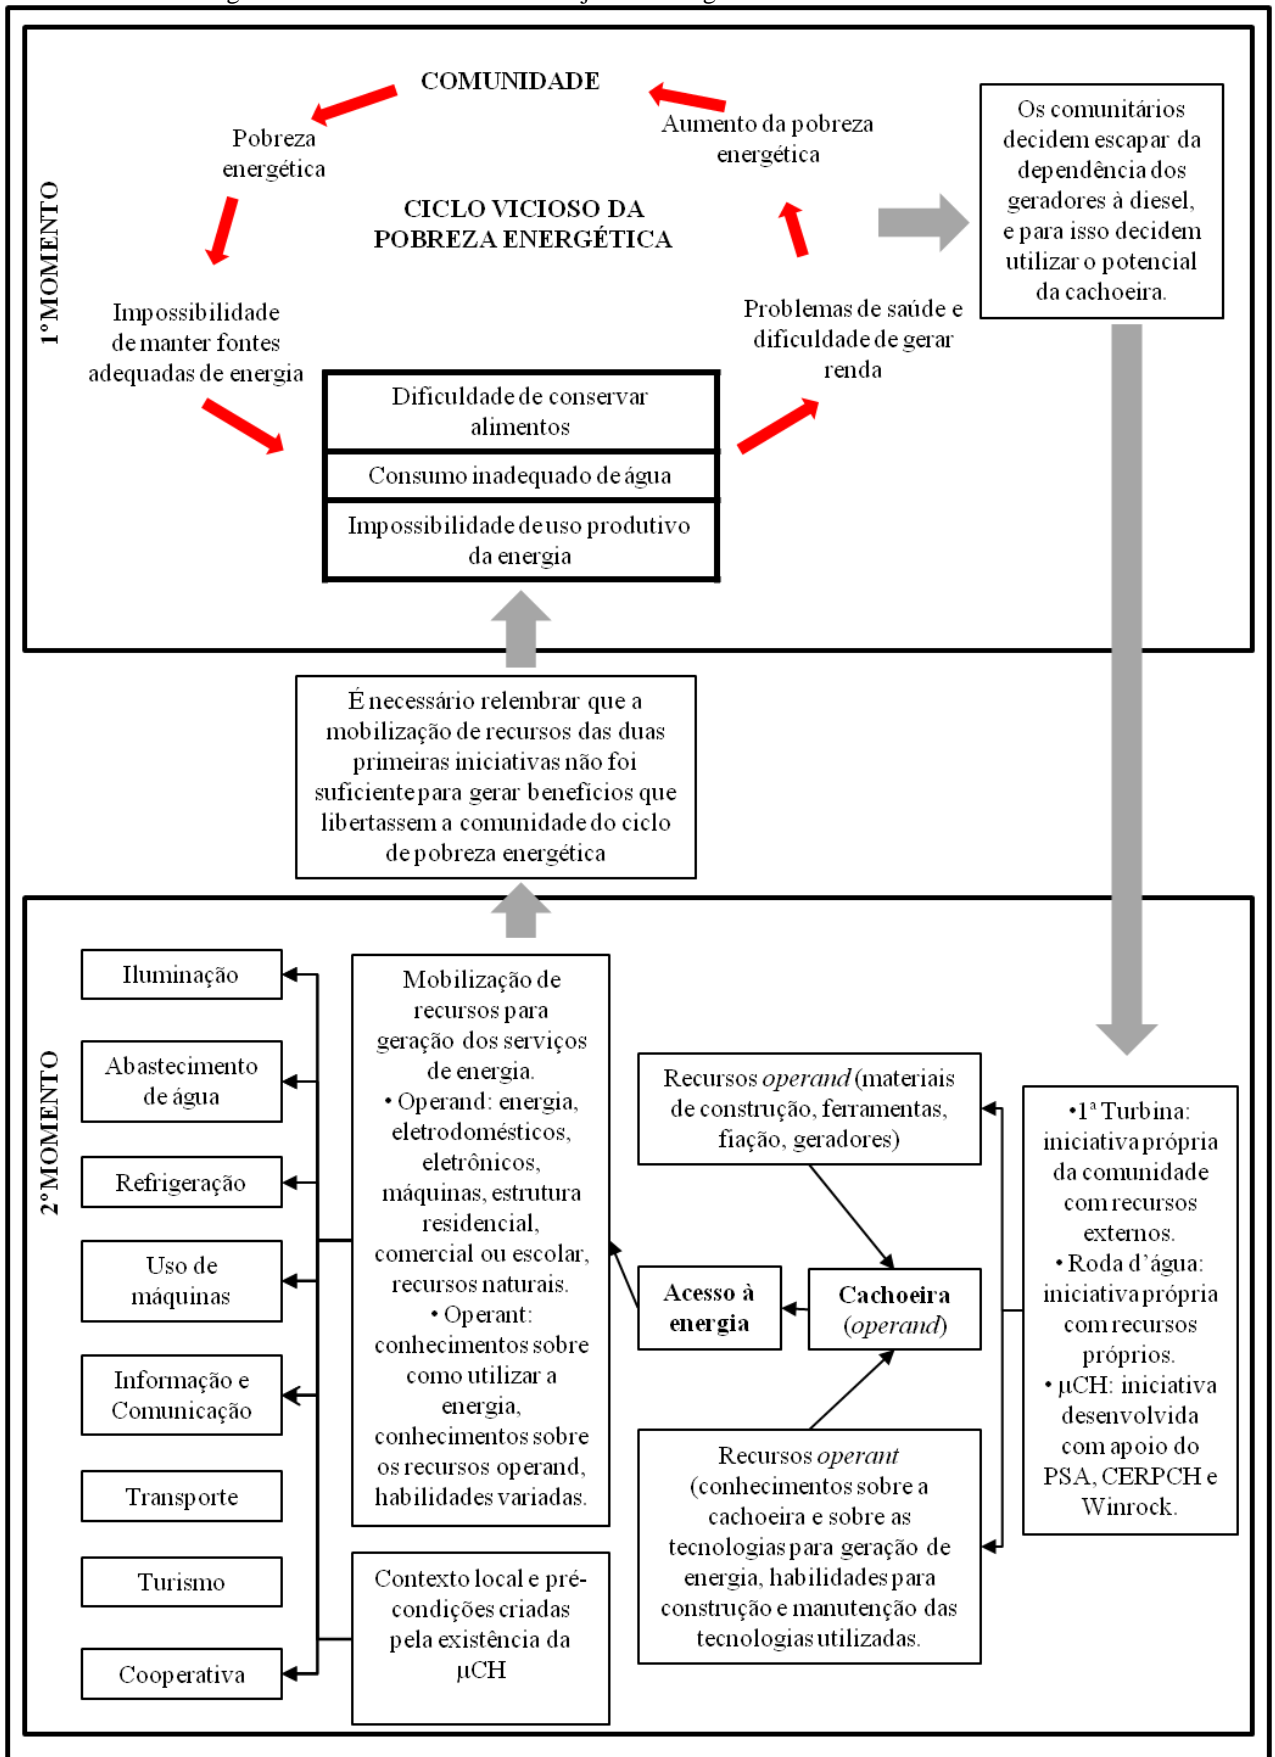 COMUNIDADE
Pobreza
energética
Aumento da pobreza
energética
CICLO VICIOSO DA
POBREZA ENERGÉTICA
Os comunitários
decidem escapar da
dependência dos
geradores à diesel,
e para isso decidem
utilizar o potencial
da cachoeira.
1º MOMENTO
Impossibilidade
de manter fontes
adequadas de energia
Problemas de saúde e
dificuldade de gerar
renda
Dificuldade de conservar
alimentos
Consumo inadequado de água
Impossibilidade de uso produtivo
da energia
É necessário relembrar que a
mobilização de recursos das duas
primeiras iniciativas não foi
suficiente para gerar benefícios que
libertassem a comunidade do ciclo
de pobreza energética
2º MOMENTO
Iluminação
Abastecimento
de água
Refrigeração
Uso de
máquinas
Informação e
Comunicação
Transporte
Turismo
Cooperativa
Mobilização de
recursos para
geração dos serviços
de energia.
• Operand: energia,
eletrodomésticos,
eletrônicos,
máquinas, estrutura
residencial,
comercial ou escolar,
recursos naturais.
• Operant:
conhecimentos sobre
como utilizar a
energia,
conhecimentos sobre
os recursos operand,
habilidades variadas.
Contexto local e pré-
condições criadas
pela existência da
µCH
Recursos operand (materiais
de construção, ferramentas,
fiação, geradores)
Acesso à
energia
Cachoeira
(operand)
Recursos operant
(conhecimentos sobre a
cachoeira e sobre as
tecnologias para geração de
energia, habilidades para
construção e manutenção das
tecnologias utilizadas.
•1ª Turbina:
iniciativa própria
da comunidade
com recursos
externos.
• Roda d’água:
iniciativa própria
com recursos
próprios.
• µCH: iniciativa
desenvolvida
com apoio do
PSA, CERPCH e
Winrock.